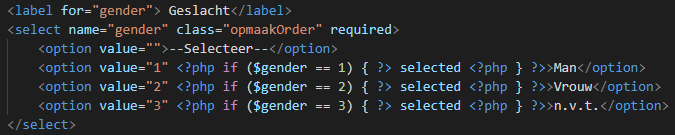 <label for="gender"> Geslacht</label>
<select name="gender" class="opmaakOrder" required>
    <option value="">--Selecteer--</option>
    <option value="1" <?php if ($gender == 1) { ?> selected <?php } ?>>Man</option>
    <option value="2" <?php if ($gender == 2) { ?> selected <?php } ?>>Vrouw</option>
    <option value="3" <?php if ($gender == 3) { ?> selected <?php } ?>>n.v.t.</option>
</select>